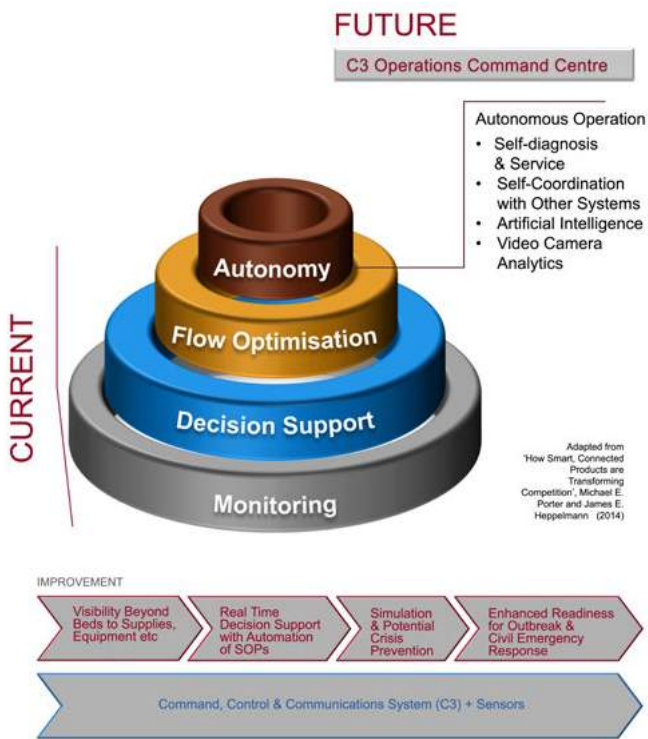 FUTURE
C3 Operations Command Centre
Autonomous Operation
• Self-diagnosis
& Service
• Self-Coordination
with Other Systems
• Artificial Intelligence
• Video Camera
Analytics
CURRENT
Autonomy
Flow Optimisation
Decision Support
Monitoring
Adapted from
'How Smart, Connected
Products are
Transforming
Competition', Michael E.
Porter and James E.
Heppelmann (2014)
IMPROVEMENT
Visibility Beyond
Beds to Supplies,
Equipment etc
Real Time
Decision Support
with Automation
of SOPs
Simulation
& Potential
Crisis
Prevention
Enhanced Readiness
for Outbreak &
Civil Emergency
Response
Command, Control & Communications System (C3) + Sensors